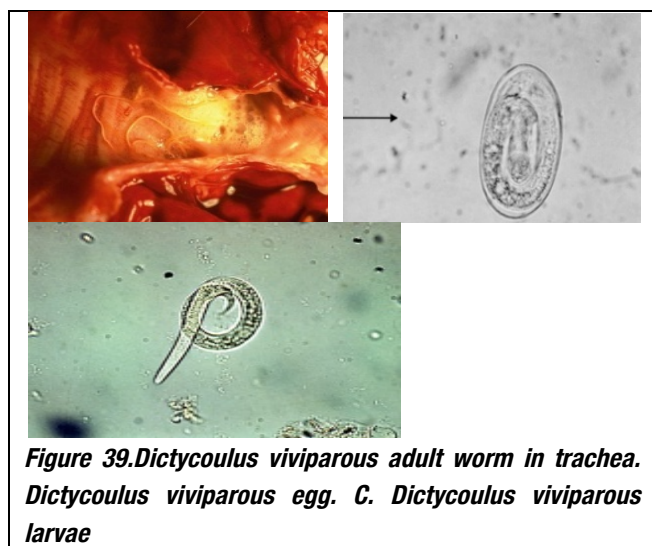 Figure 39.Dictycoulus viviparous adult worm in trachea.
Dictycoulus viviparous egg. C. Dictycoulus viviparous
larvae